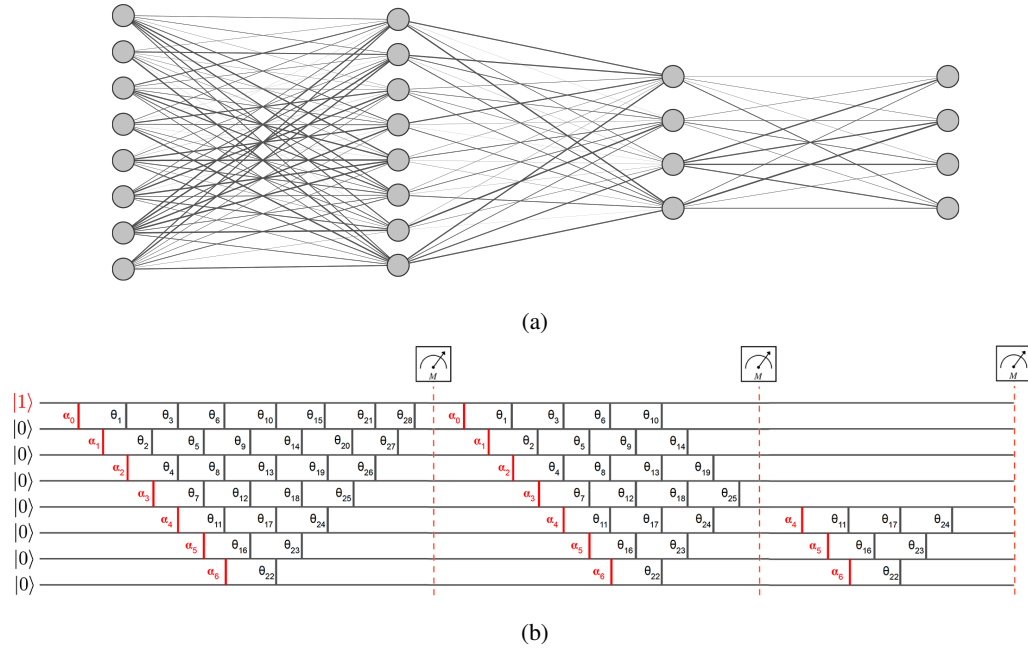 (a)
M M M
|1⟩
α0 θ1 θ3 θ6 θ10 θ15 θ21 θ28 α0 θ1 θ3 θ6 θ10
|0⟩
α1 θ2 θ5 θ9 θ14 θ20 θ27 α1 θ2 θ5 θ9 θ14
|0⟩
α2 θ4 θ8 θ13 θ19 θ26 α2 θ4 θ8 θ13 θ19
|0⟩
α3 θ7 θ12 θ18 θ25 α3 θ7 θ12 θ18 θ25
|0⟩
α4 θ11 θ17 θ24 α4 θ11 θ17 θ24 α4 θ11 θ17 θ24
|0⟩
α5 θ16 θ23 α5 θ16 θ23 α5 θ16 θ23
|0⟩
α6 θ22 α6 θ22 α6 θ22
|0⟩
(b)